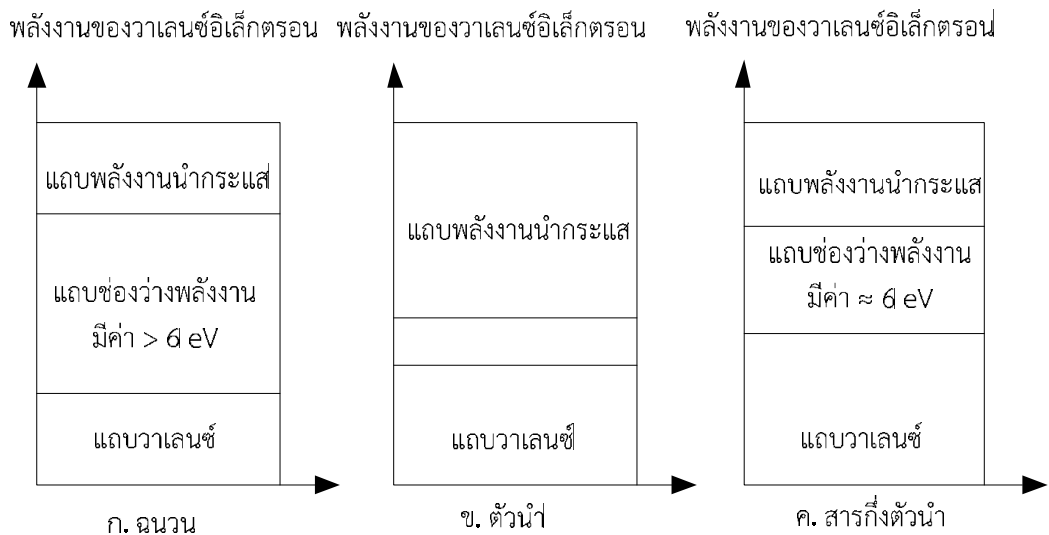 พลังงานของวาเลนซ์อิเล็กตรอน
พลังงานของวาเลนซ์อิเล็กตรอน
พลังงานของวาเลนซ์อิเล็กตรอน
แถบพลังงานนำกระแส
แถบช่องว่างพลังงาน
มีค่า > 6 eV
แถบวาเลนซ์
ก. ฉนวน
แถบพลังงานนำกระแส
แถบวาเลนซ์
ข. ตัวนำ
แถบพลังงานนำกระแส
แถบช่องว่างพลังงาน
มีค่า ≈ 6 eV
แถบวาเลนซ์
ค. สารกึ่งตัวนำ